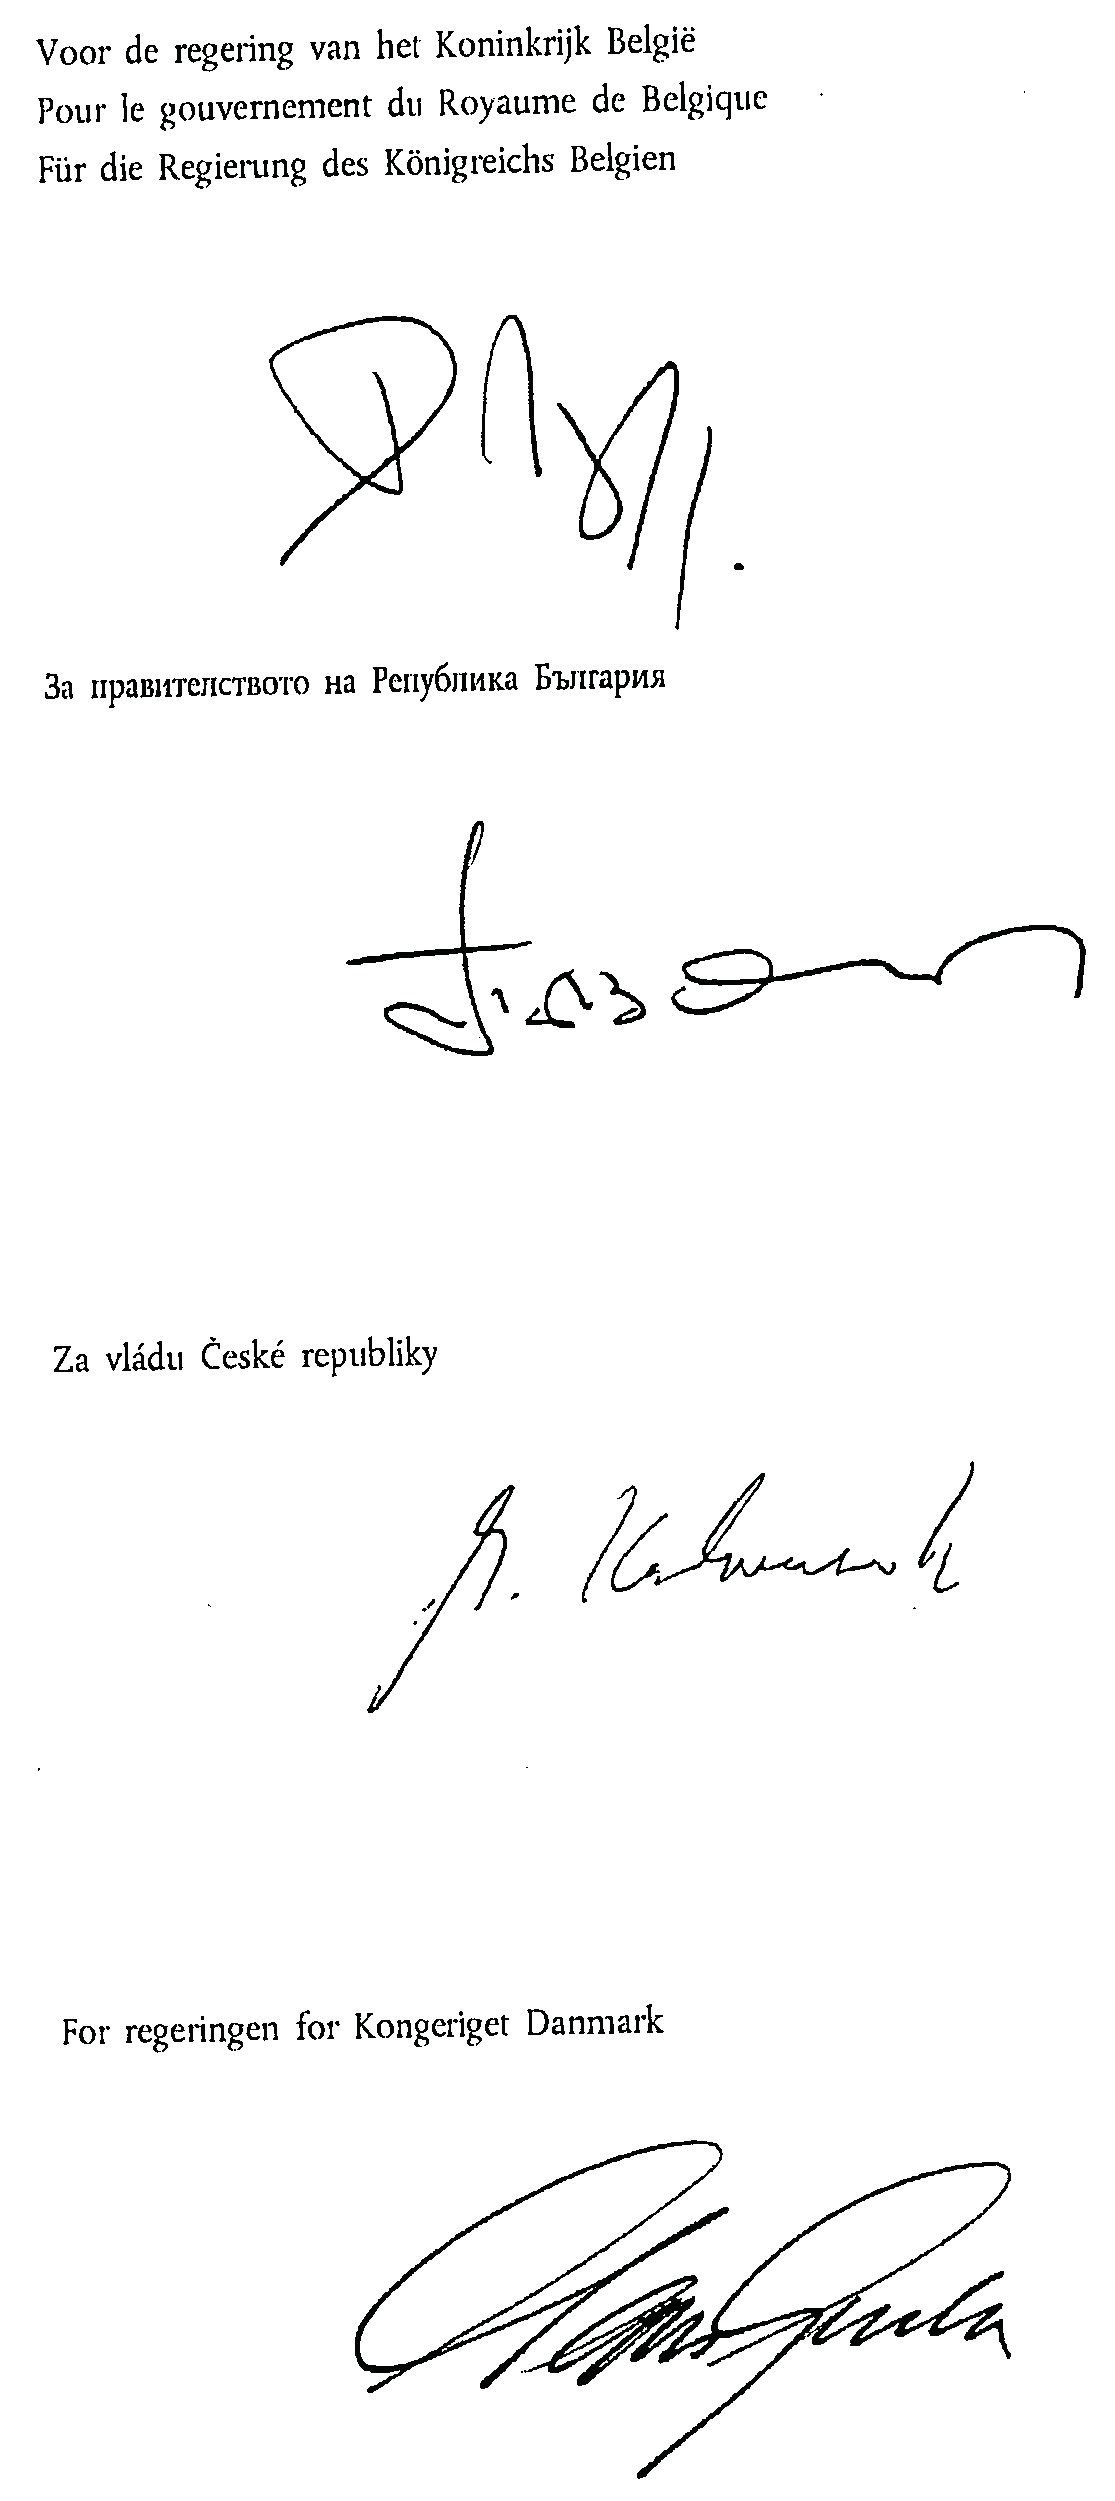 Voor de regering van het Koninkrijk België
Pour le gouvernement du Royaume de Belgique
Für die Regierung des Königreichs Belgien
За правителството на Република България
Za vládu České republiky
For regeringen for Kongeriget Danmark